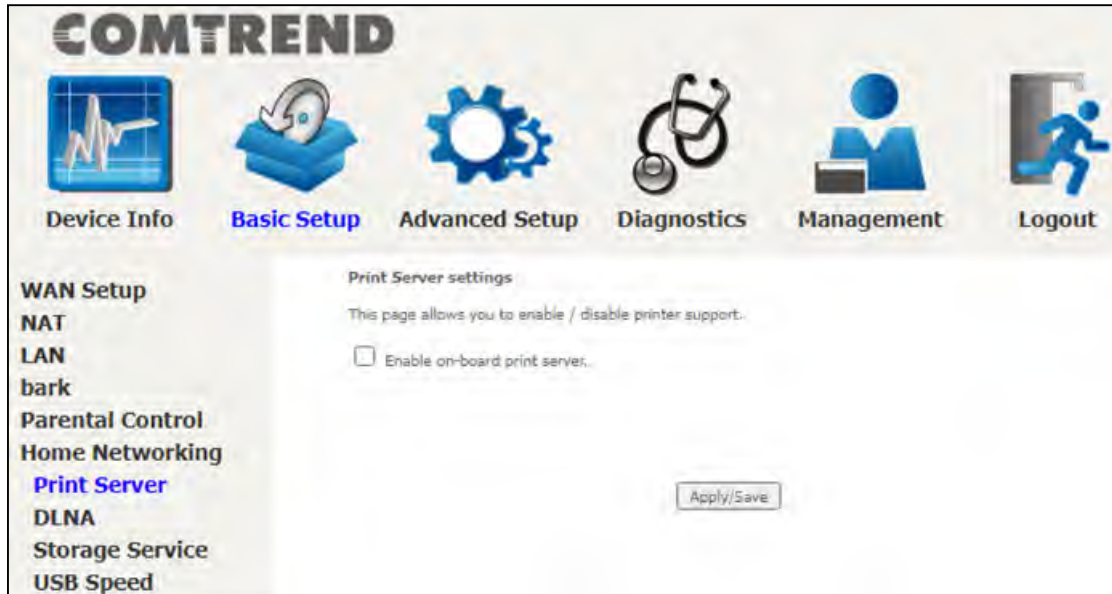 COMTREND
Device Info
Basic Setup
Advanced Setup
Diagnostics
Management
Logout
WAN Setup
NAT
LAN
bark
Parental Control
Home Networking
Print Server
DLNA
Storage Service
USB Speed
Print Server settings
This page allows you to enable / disable printer support.
Enable on-board print server.
Apply/Save